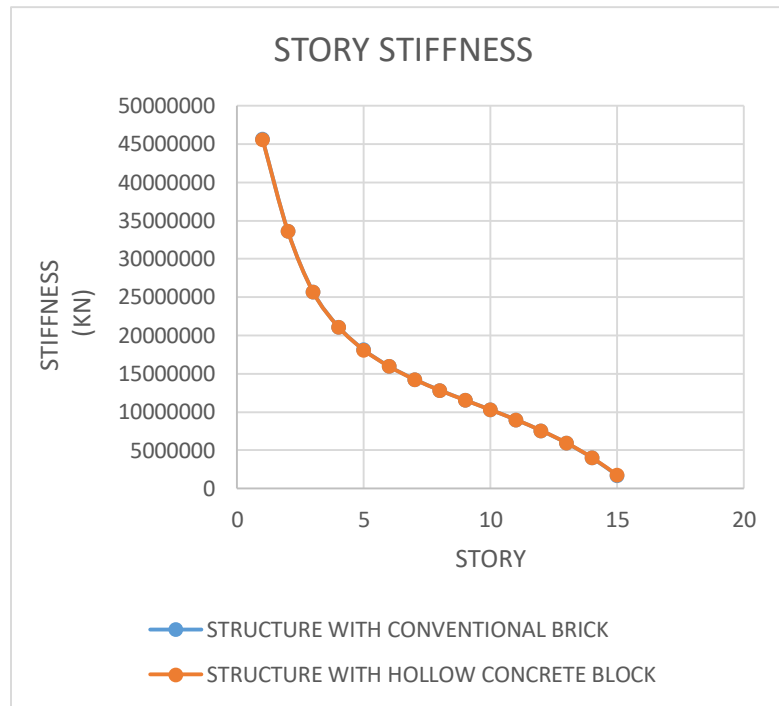 STORY STIFFNESS
STIFFNESS
(KN)
50000000
45000000
40000000
35000000
30000000
25000000
20000000
15000000
10000000
5000000
0
0 5 10 15 20
STORY
STRUCTURE WITH CONVENTIONAL BRICK
STRUCTURE WITH HOLLOW CONCRETE BLOCK